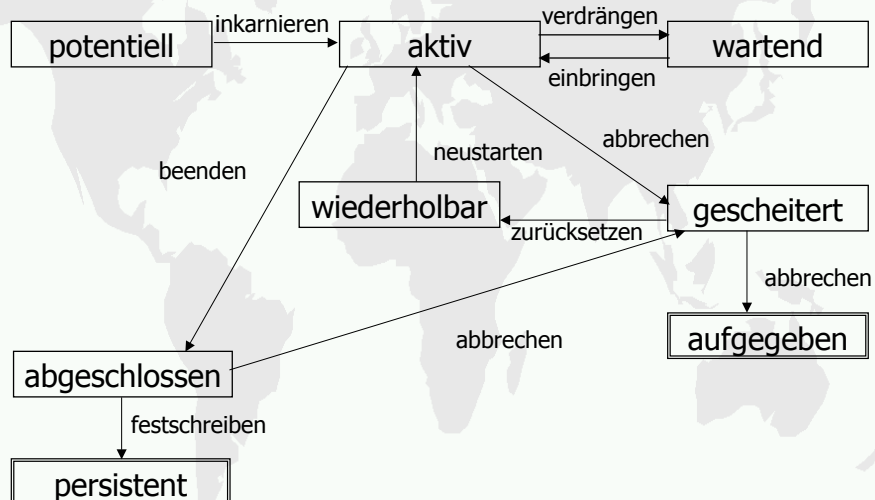 inkarnieren
verdrängen
potentiell
aktiv
wartend
einbringen
abbrechen
neustarten
beenden
wiederholbar
gescheitert
zurücksetzen
abbrechen
aufgegeben
abbrechen
abgeschlossen
festschreiben
persistent